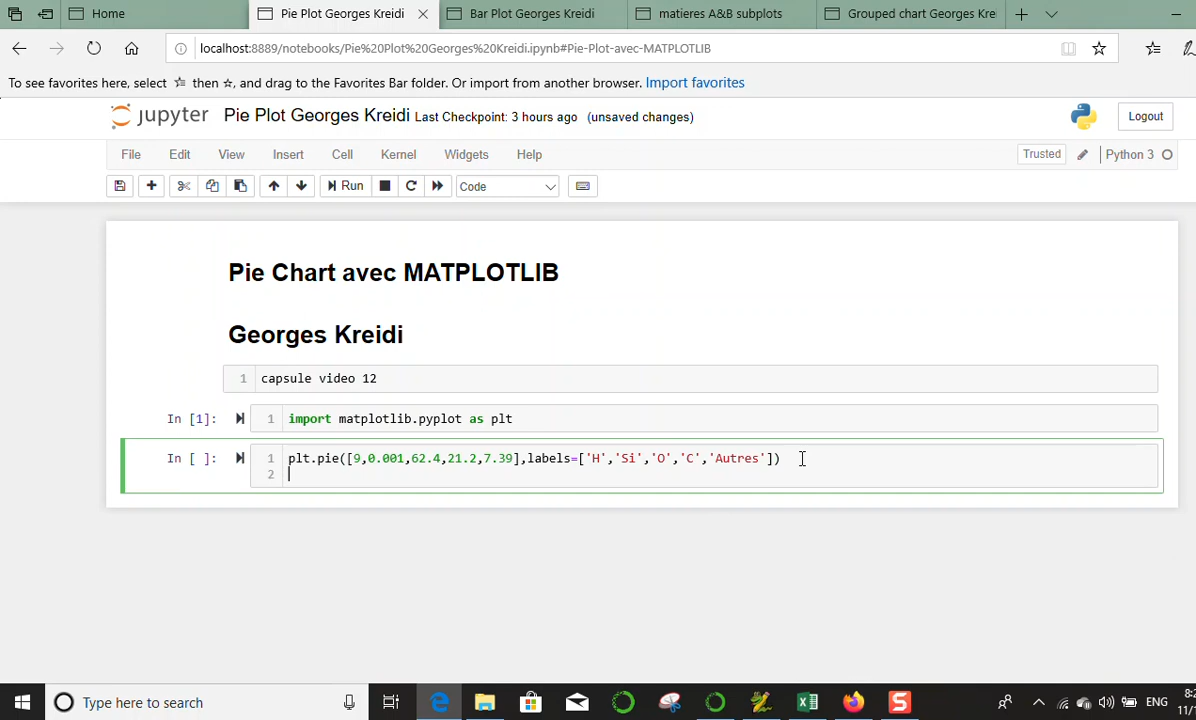 Home
Pie Plot Georges Kreidi
Bar Plot Georges Kreidi
matieres A&B subplots
Grouped chart Georges Kre
localhost:8889/notebooks/Pie%20Plot%20Georges%20Kreidi.ipynb#Pie-Plot-avec-MATPLOTLIB
To see favorites here, select then, and drag to the Favorites Bar folder. Or import from another browser. Import favorites
jupyter Pie Plot Georges Kreidi Last Checkpoint: 3 hours ago (unsaved changes)
Logout
File Edit View Insert Cell Kernel Widgets Help
Trusted
Python 3
Run
Code
Pie Chart avec MATPLOTLIB
Georges Kreidi
1 capsule video 12
In [1]: 1 import matplotlib.pyplot as plt
In [ ]: 1 plt.pie([9,0.001,62.4,21.2,7.39],labels=['H','Si','O','C','Autres'])
2
Type here to search
ENG
8:2
11/